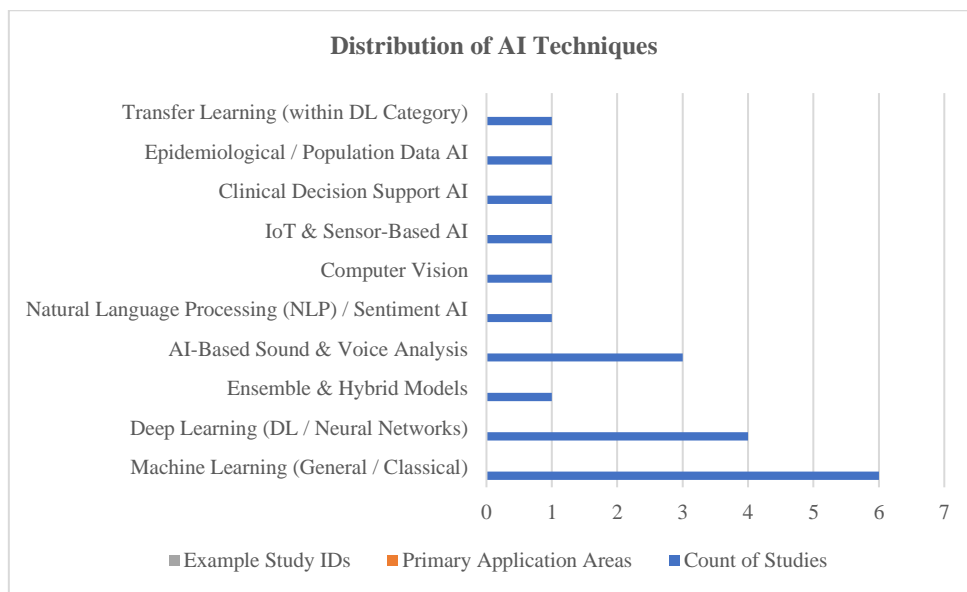 Distribution of AI Techniques
Transfer Learning (within DL Category)
Epidemiological / Population Data AI
Clinical Decision Support AI
IoT & Sensor-Based AI
Computer Vision
Natural Language Processing (NLP) / Sentiment AI
AI-Based Sound & Voice Analysis
Ensemble & Hybrid Models
Deep Learning (DL / Neural Networks)
Machine Learning (General / Classical)
0 1 2 3 4 5 6 7
Example Study IDs Primary Application Areas Count of Studies